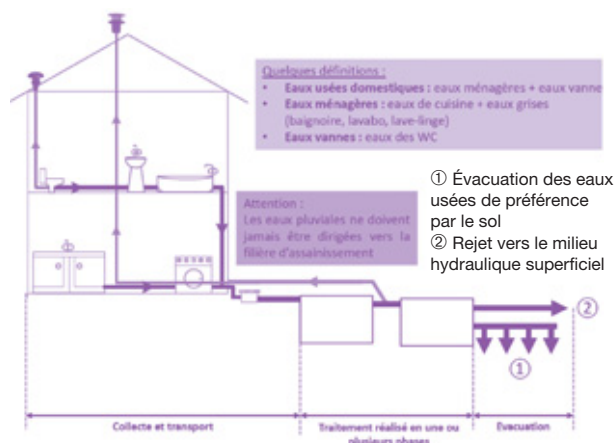 Quelques définitions :
• Eaux usées domestiques : eaux ménagères + eaux vanne
• Eaux ménagères : eaux de cuisine + eaux grises
(baignoire, lavabo, lave-linge)
• Eaux vannes : eaux des WC
Attention :
Les eaux pluviales ne doivent
jamais être dirigées vers la
filière d'assainissement
① Évacuation des eaux
usées de préférence
par le sol
② Rejet vers le milieu
hydraulique superficiel
②
①
Collecte et transport
Traitement réalisé en une ou
plusieurs phases
Evacuation